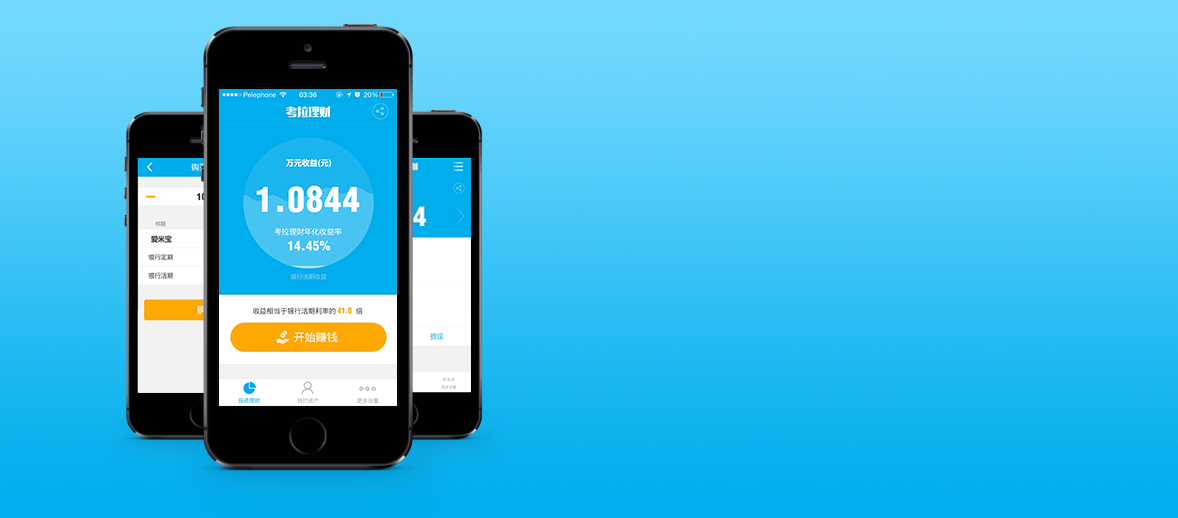 Pelephone 03:36 20%
考拉理财
万元收益(元)
1.0844
考拉理财年化收益率
14.45%
银行活期收益
收益相当于银行活期利率的 41.8 倍
开始赚钱
投资理财 我的资产 更多设置
购
10
样题
爱米宝
银行定期
银行活期
购
财
4
提现
更多设置